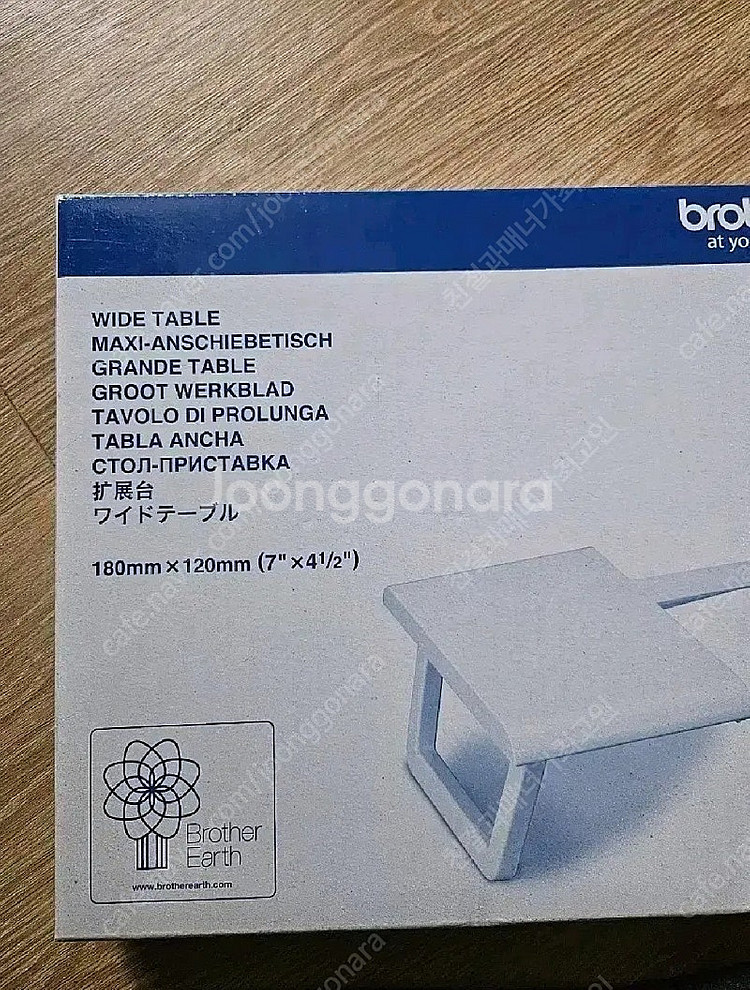 brot
at yo
WIDE TABLE
MAXI-ANSCHIEBETISCH
GRANDE TABLE
GROOT WERKBLAD
TAVOLO DI PROLUNGA
TABLA ANCHA
СТОЛ-ПРИСТАВКА
扩展台
ワイドテーブル
180mm×120mm (7"×4½")
Joonggonara
Brother
Earth
www.brotherearth.com